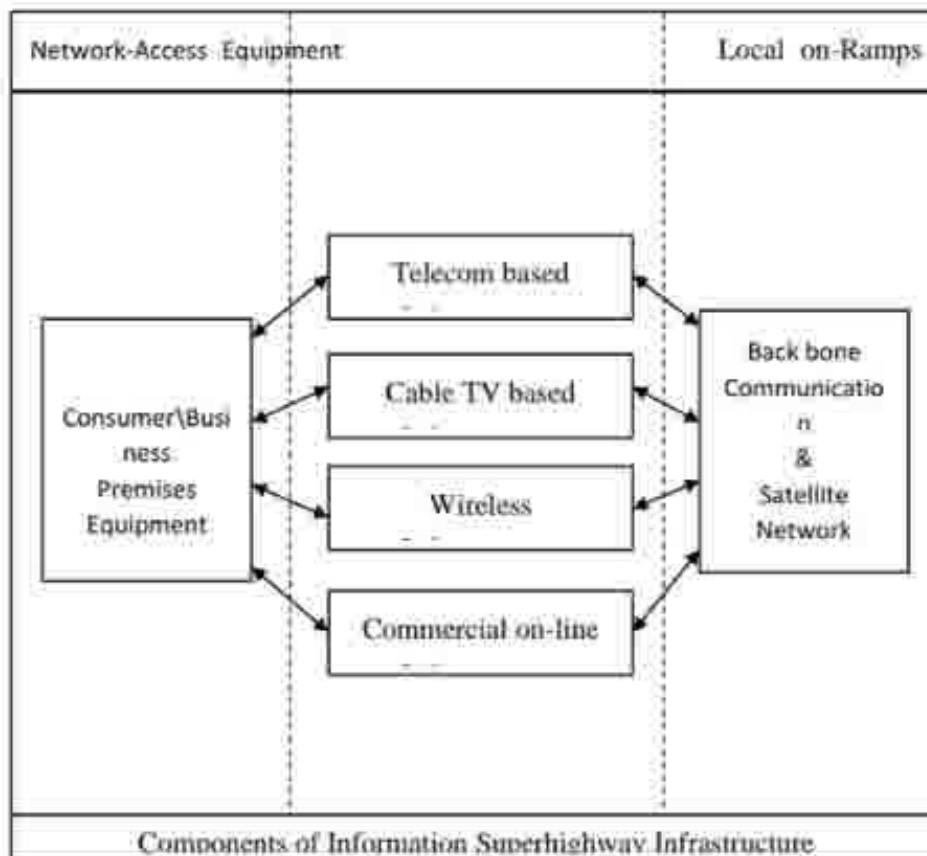 Network-Access Equipment
Local on-Ramps
Telecom based
Cable TV based
Wireless
Commercial on-line
Consumer\Busi
ness
Premises
Equipment
Back bone
Communicatio
n
&
Satellite
Network
Components of Information Superhighway Infrastructure